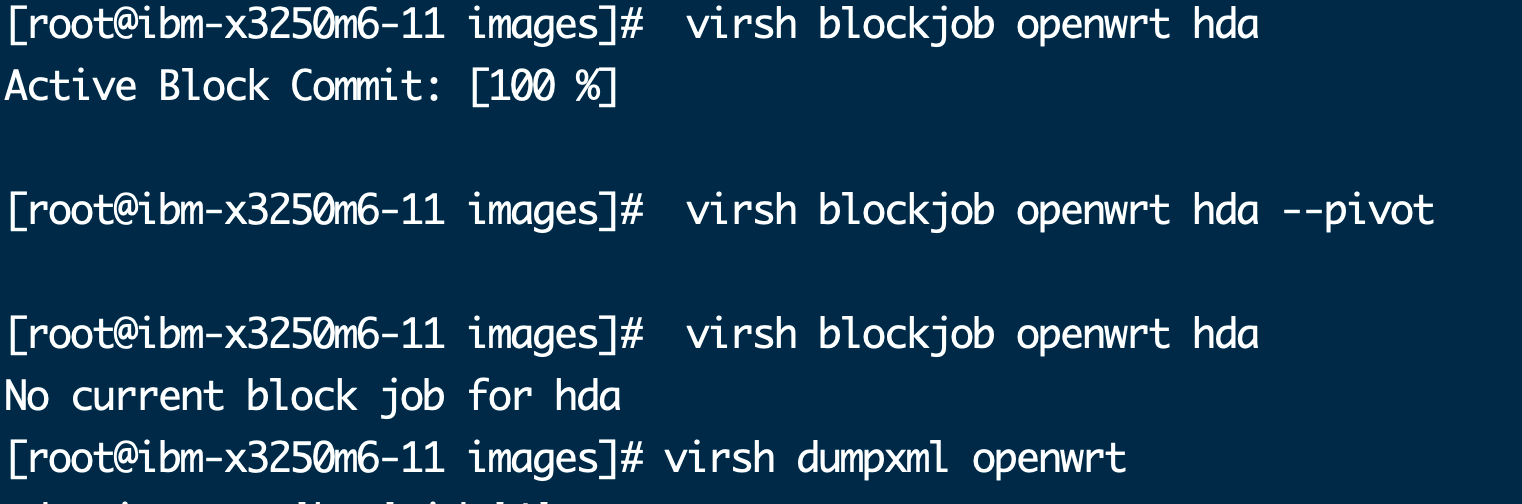 [root@ibm-x3250m6-11 images]#  virsh blockjob openwrt hda
Active Block Commit: [100 %]
[root@ibm-x3250m6-11 images]#  virsh blockjob openwrt hda --pivot
[root@ibm-x3250m6-11 images]#  virsh blockjob openwrt hda
No current block job for hda
[root@ibm-x3250m6-11 images]# virsh dumpxml openwrt